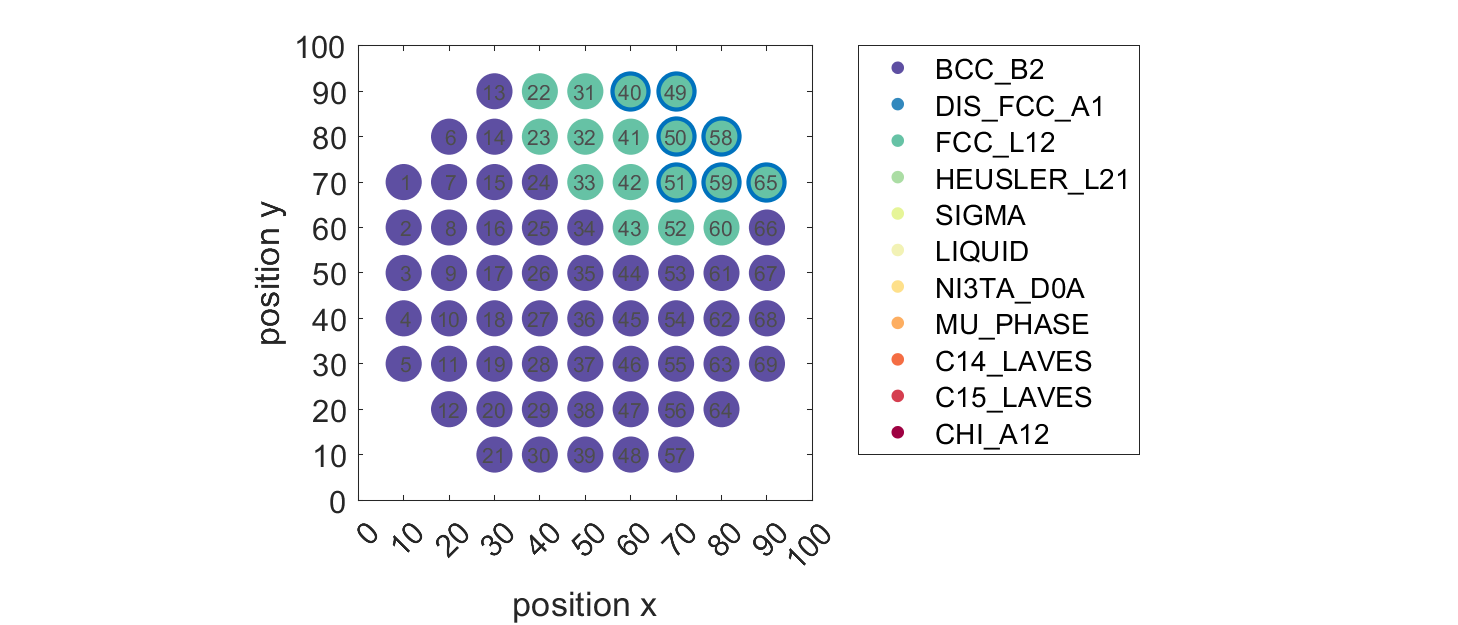 100
90
80
70
60
50
40
30
20
10
0
13 22 31 40 49
6 14 23 32 41 50 58
1 7 15 24 33 42 51 59 65
2 8 16 25 34 43 52 60 66
3 9 17 26 35 44 53 61 67
4 10 18 27 36 45 54 62 68
5 11 19 28 37 46 55 63 69
12 20 29 38 47 56 64
21 30 39 48 57
0 10 20 30 40 50 60 70 80 90 100
position x
position y
BCC_B2
DIS_FCC_A1
FCC_L12
HEUSLER_L21
SIGMA
LIQUID
NI3TA_D0A
MU_PHASE
C14_LAVES
C15_LAVES
CHI_A12